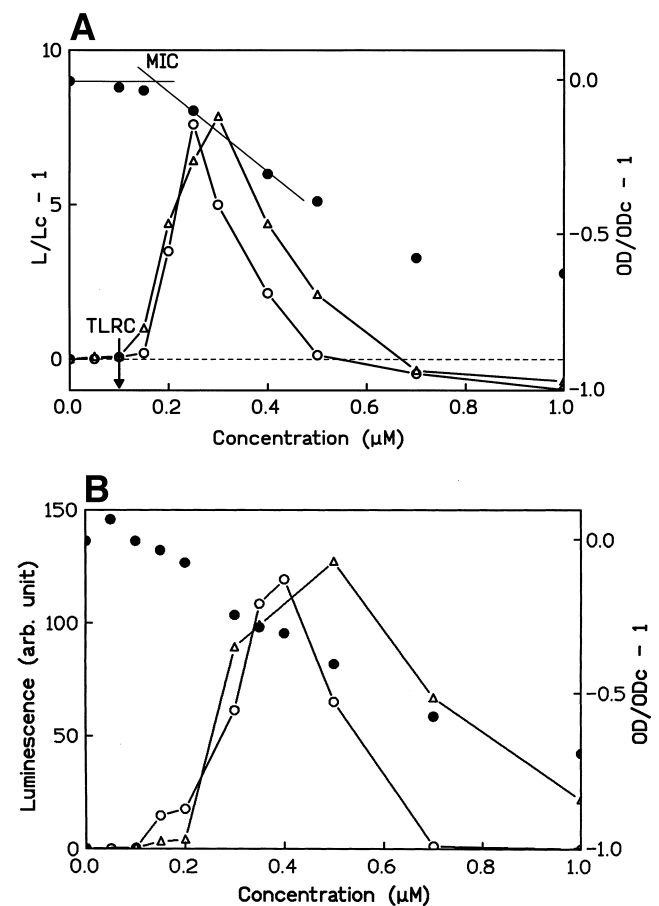 A
10
5
0
L/Lc - 1
MIC
TLRC
0.0
-0.5
-1.0
OD/ODc - 1
0.0 0.2 0.4 0.6 0.8 1.0
Concentration (μM)
B
150
100
50
0
Luminescence (arb. unit)
0.0
-0.5
-1.0
OD/ODc - 1
0.0 0.2 0.4 0.6 0.8 1.0
Concentration (μM)